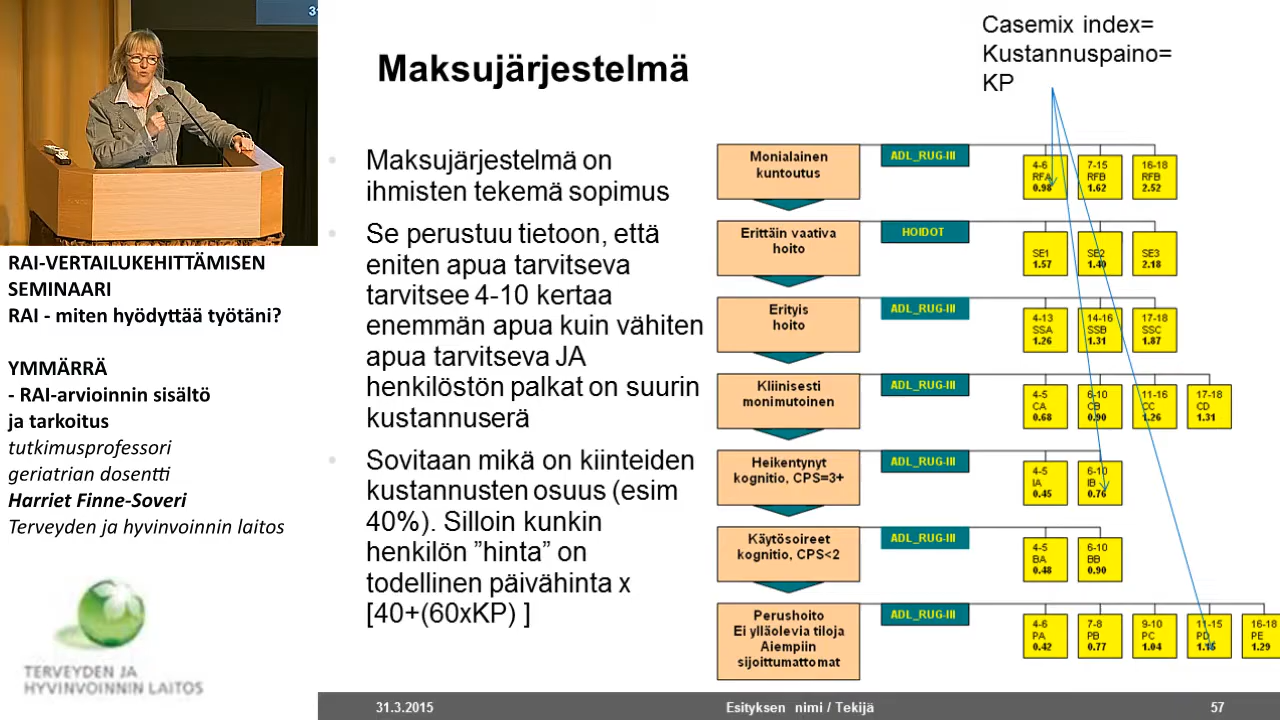 Casemix index=
Kustannuspaino=
KP
Maksujärjestelmä
Maksujärjestelmä on
ihmisten tekemä sopimus
Se perustuu tietoon, että
eniten apua tarvitseva
tarvitsee 4-10 kertaa
enemmän apua kuin vähiten
apua tarvitseva JA
henkilöstön palkat on suurin
kustannuserä
Sovitaan mikä on kiinteiden
kustannusten osuus (esim
40%). Silloin kunkin
henkilön ”hinta” on
todellinen päivähinta x
[40+(60xKP) ]
Monialainen
kuntoutus
ADL_RUG-III
4-6
RFA
0.98
7-15
RFB
1.62
16-18
RFB
2.52
Erittäin vaativa
hoito
HOIDOT
SE1
1.57
SE2
1.40
SE3
2.18
Erityis
hoito
ADL_RUG-III
4-13
SSA
1.26
14-16
SSB
1.31
17-18
SSC
1.87
Kliinisesti
monimutoinen
ADL_RUG-III
4-5
CA
0.68
6-10
CB
0.90
11-16
CC
1.26
17-18
CD
1.31
Heikentynyt
kognitio, CPS=3+
ADL_RUG-III
4-5
IA
0.45
6-10
IB
0.76
Käytösoireet
kognitio, CPS<2
ADL_RUG-III
4-5
BA
0.48
6-10
BB
0.90
Perushoito
Ei ylläolevia tiloja
Aiempiin
sijoittumattomat
ADL_RUG-III
4-6
PA
0.42
7-8
PB
0.77
9-10
PC
1.04
11-15
PD
16-18
PE
1.29
RAI-VERTAILUKEHITTÄMISEN
SEMINAARI
RAI - miten hyödyttää työtäni?
YMMÄRRÄ
- RAI-arvioinnin sisältö
ja tarkoitus
tutkimusprofessori
geriatrian dosentti
Harriet Finne-Soveri
Terveyden ja hyvinvoinnin laitos
TERVEYDEN JA
HYVINVOINNIN LAITOS
31.3.2015
Esityksen nimi / Tekijä
57